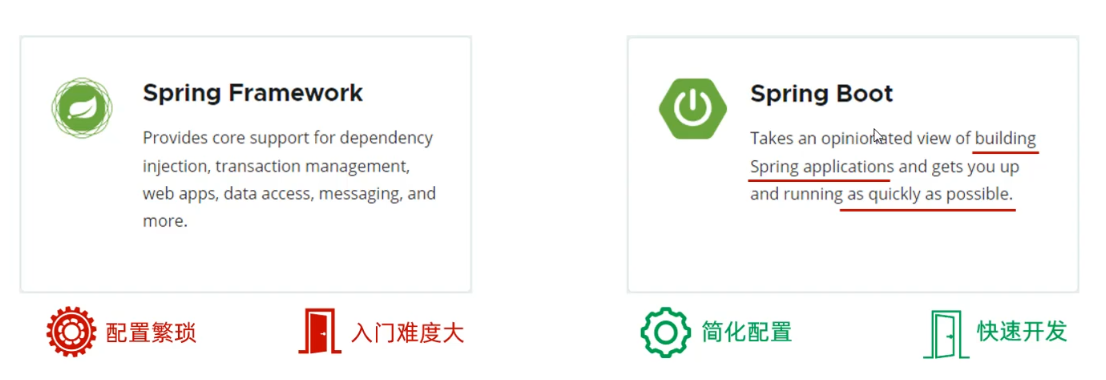 Spring Framework
Provides core support for dependency
injection, transaction management,
web apps, data access, messaging, and
more.
配置繁琐
入门难度大
Spring Boot
Takes an opinionated view of building
Spring applications and gets you up
and running as quickly as possible.
简化配置
快速开发